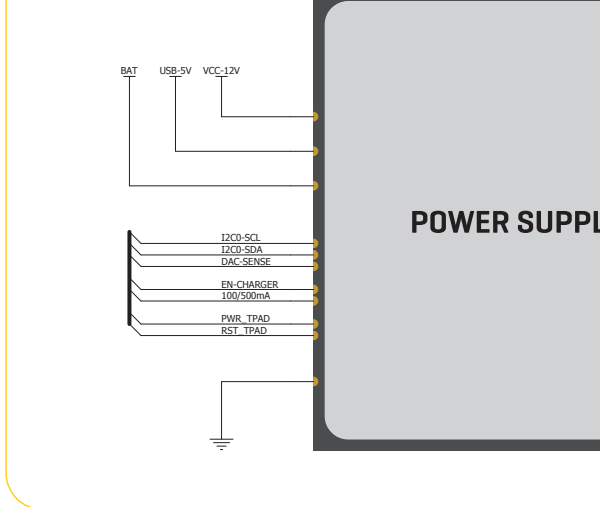 BAT USB-5V VCC-12V
POWER SUPPL
I2C0-SCL
I2C0-SDA
DAC-SENSE
EN-CHARGER
100/500mA
PWR_TPAD
RST_TPAD